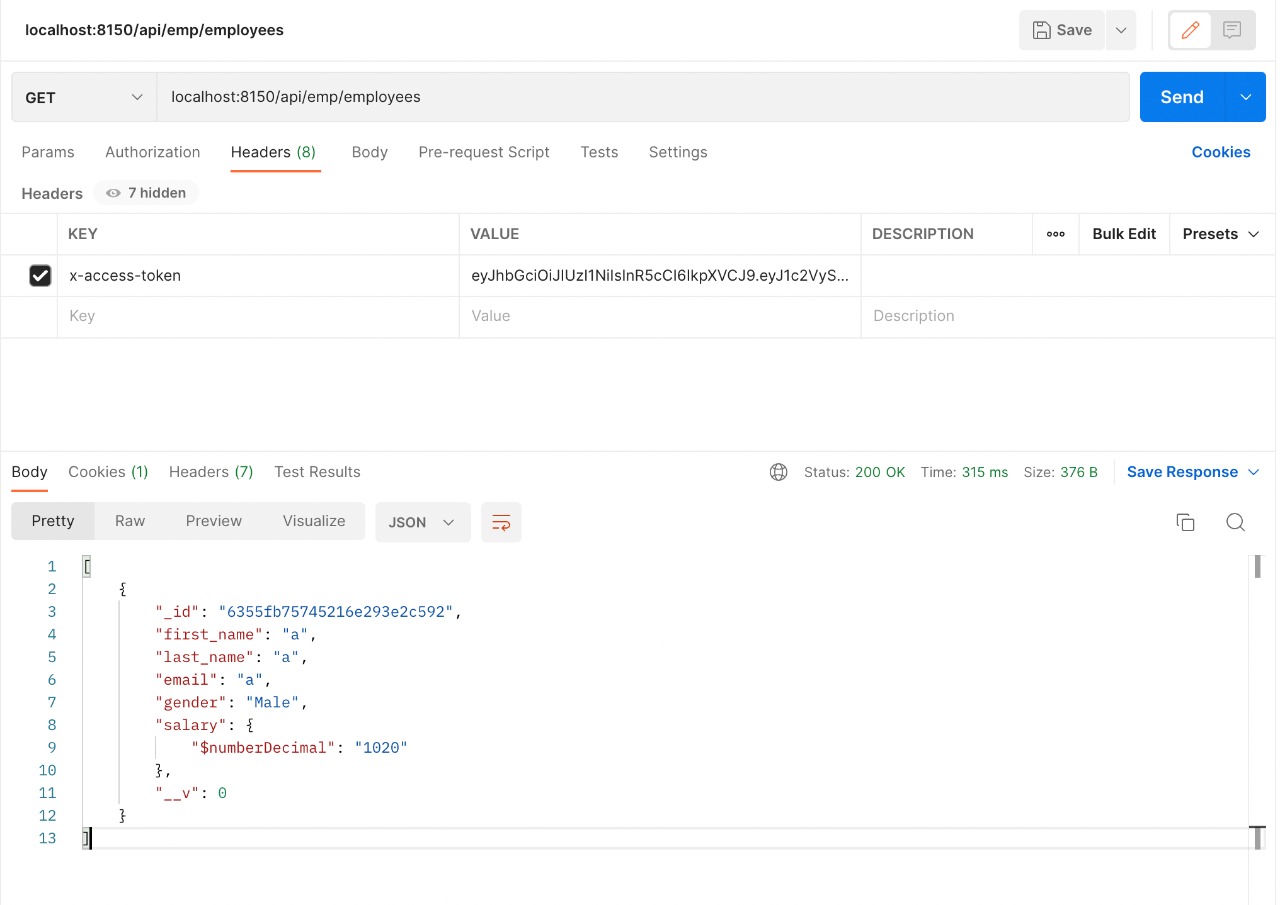 localhost:8150/api/emp/employees
Save
GET localhost:8150/api/emp/employees Send
Params Authorization Headers (8) Body Pre-request Script Tests Settings Cookies
Headers 7 hidden
KEY VALUE DESCRIPTION ooo Bulk Edit Presets
x-access-token eyJhbGciOiJIUzI1NiIsInR5cCI6IkpXVCJ9.eyJ1c2VyS...
Key Value Description
Body Cookies (1) Headers (7) Test Results Status: 200 OK Time: 315 ms Size: 376 B Save Response
Pretty Raw Preview Visualize JSON
1 [
2 {
3 "_id": "6355fb75745216e293e2c592",
4 "first_name": "a",
5 "last_name": "a",
6 "email": "a",
7 "gender": "Male",
8 "salary": {
9 "$numberDecimal": "1020"
10 },
11 "__v": 0
12 }
13 ]